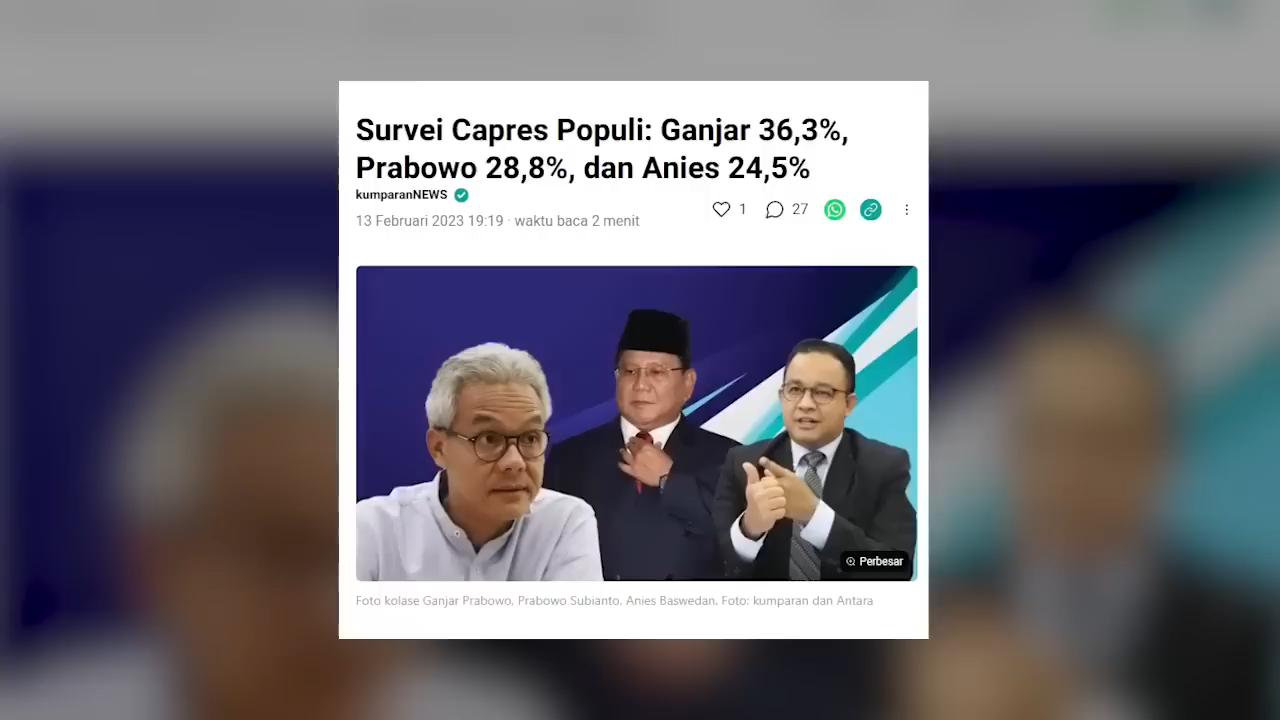 Survei Capres Populi: Ganjar 36,3%,
Prabowo 28,8%, dan Anies 24,5%
kumparanNEWS
13 Februari 2023 19:19 · waktu baca 2 menit
1
27
Perbesar
Foto kolase Ganjar Prabowo, Prabowo Subianto, Anies Baswedan. Foto: kumparan dan Antara